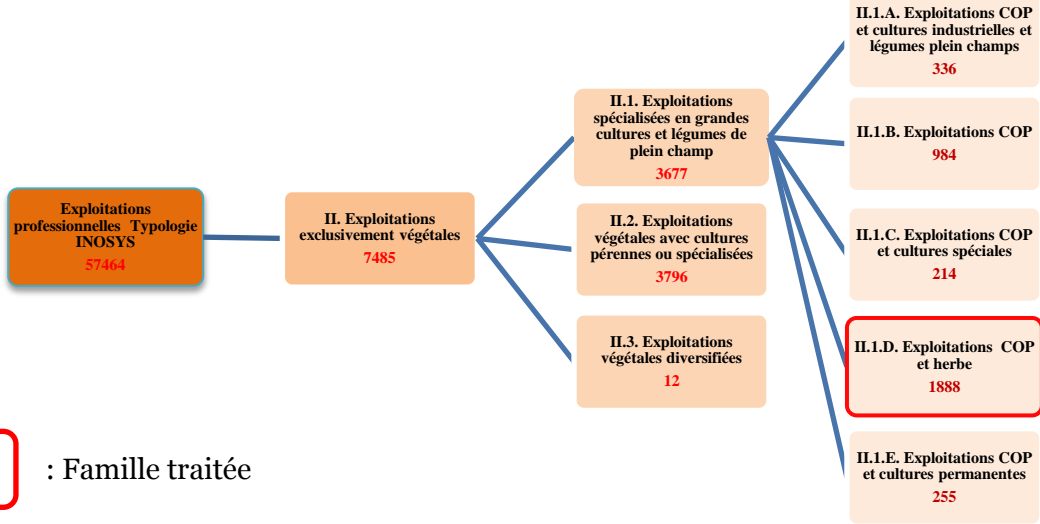 Exploitations
professionnelles Typologie
INOSYS
57464
II. Exploitations
exclusivement végétales
7485
II.1. Exploitations
spécialisées en grandes
cultures et légumes de
plein champ
3677
II.2. Exploitations
végétales avec cultures
pérennes ou spécialisées
3796
II.3. Exploitations
végétales diversifiées
12
II.1.A. Exploitations COP
et cultures industrielles et
légumes plein champs
336
II.1.B. Exploitations COP
984
II.1.C. Exploitations COP
et cultures spéciales
214
II.1.D. Exploitations COP
et herbe
1888
II.1.E. Exploitations COP
et cultures permanentes
255
: Famille traitée